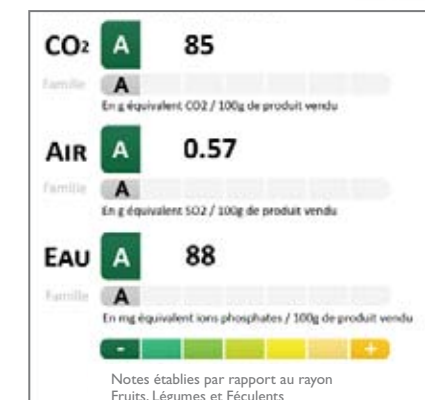 CO2 A 85
Famille A
En g équivalent CO2 / 100g de produit vendu
AIR A 0.57
Famille A
En g équivalent SO2 / 100g de produit vendu
EAU A 88
Famille A
En mg équivalent ions phosphates / 100g de produit vendu
- +
Notes établies par rapport au rayon
Fruits, Légumes et Féculents